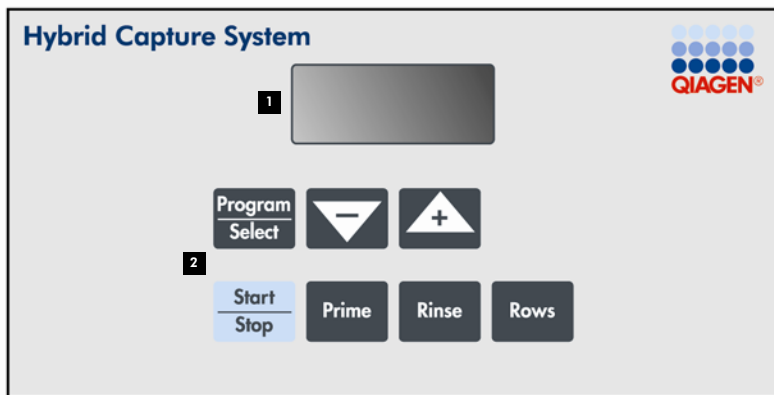 Hybrid Capture System
QIAGEN®
1
Program
Select
−
+
2
Start
Stop
Prime
Rinse
Rows